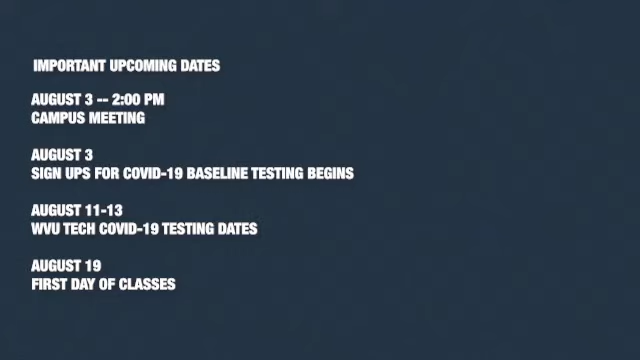 IMPORTANT UPCOMING DATES
AUGUST 3 -- 2:00 PM
CAMPUS MEETING
AUGUST 3
SIGN UPS FOR COVID-19 BASELINE TESTING BEGINS
AUGUST 11-13
WVU TECH COVID-19 TESTING DATES
AUGUST 19
FIRST DAY OF CLASSES